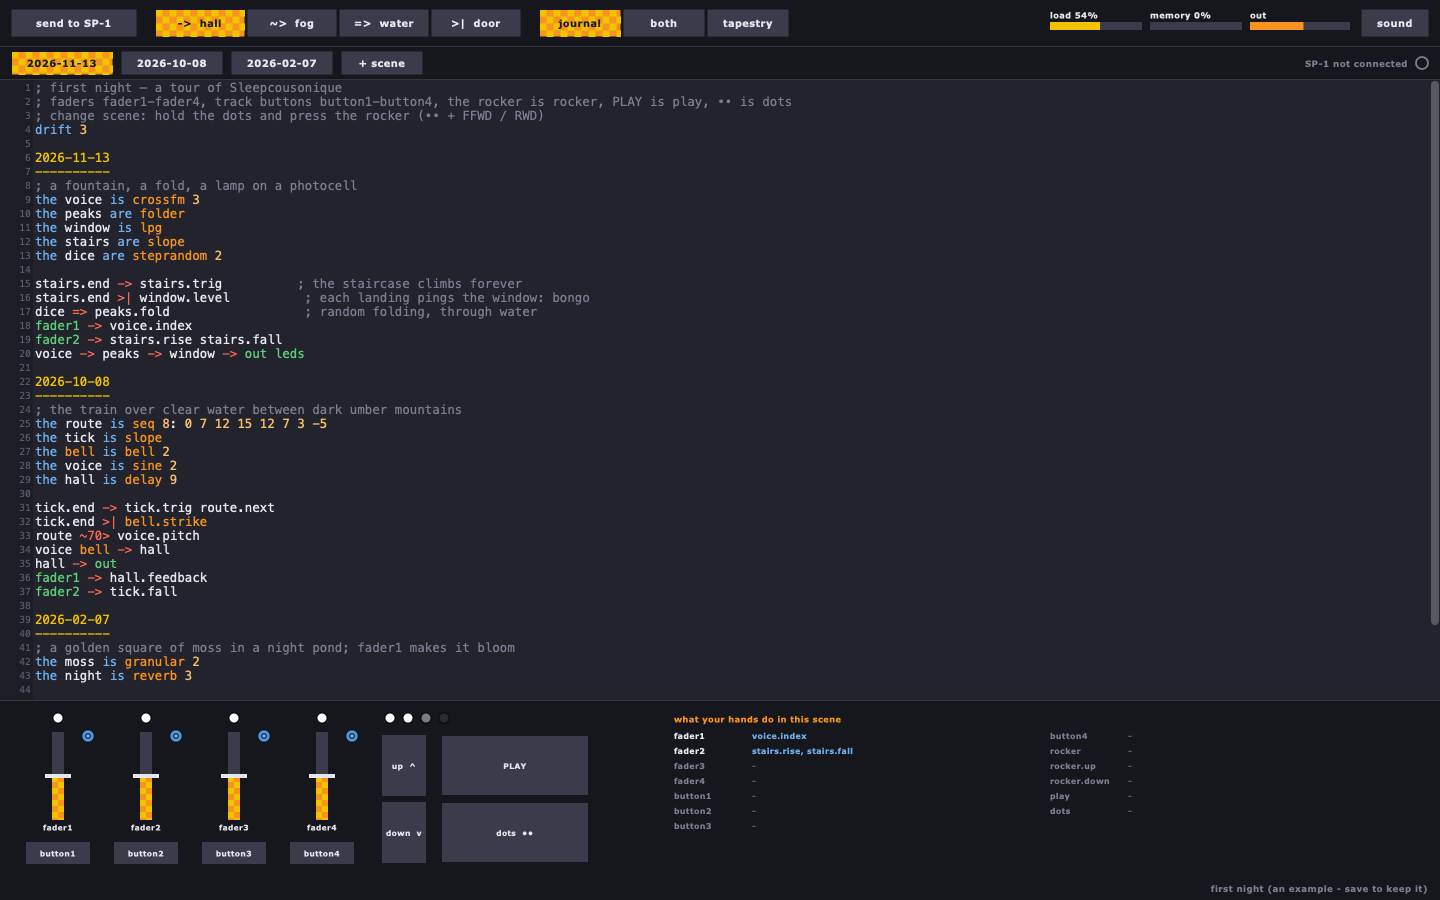 send to SP-1   -> hall   ~> fog   => water   >| door   journal   both   tapestry   load 54%   memory 0%   out   sound
2026-11-13   2026-10-08   2026-02-07   + scene   SP-1 not connected
1 ; first night — a tour of Sleepcousonique
2 ; faders fader1–fader4, track buttons button1–button4, the rocker is rocker, PLAY is play, •• is dots
3 ; change scene: hold the dots and press the rocker (•• + FFWD / RWD)
4 drift 3
5
6 2026-11-13
7 ----------
8 ; a fountain, a fold, a lamp on a photocell
9 the voice is crossfm 3
10 the peaks are folder
11 the window is lpg
12 the stairs are slope
13 the dice are steprandom 2
14
15 stairs.end -> stairs.trig          ; the staircase climbs forever
16 stairs.end >| window.level          ; each landing pings the window: bongo
17 dice => peaks.fold                  ; random folding, through water
18 fader1 -> voice.index
19 fader2 -> stairs.rise stairs.fall
20 voice -> peaks -> window -> out leds
21
22 2026-10-08
23 ----------
24 ; the train over clear water between dark umber mountains
25 the route is seq 8: 0 7 12 15 12 7 3 -5
26 the tick is slope
27 the bell is bell 2
28 the voice is sine 2
29 the hall is delay 9
30
31 tick.end -> tick.trig route.next
32 tick.end >| bell.strike
33 route ~70> voice.pitch
34 voice bell -> hall
35 hall -> out
36 fader1 -> hall.feedback
37 fader2 -> tick.fall
38
39 2026-02-07
40 ----------
41 ; a golden square of moss in a night pond; fader1 makes it bloom
42 the moss is granular 2
43 the night is reverb 3
44
up ^   PLAY
down v   dots ••
fader1   fader2   fader3   fader4
button1   button2   button3   button4
what your hands do in this scene
fader1   voice.index
fader2   stairs.rise, stairs.fall
fader3   -
fader4   -
button1   -
button2   -
button3   -
button4   -
rocker   -
rocker.up   -
rocker.down   -
play   -
dots   -
first night (an example - save to keep it)